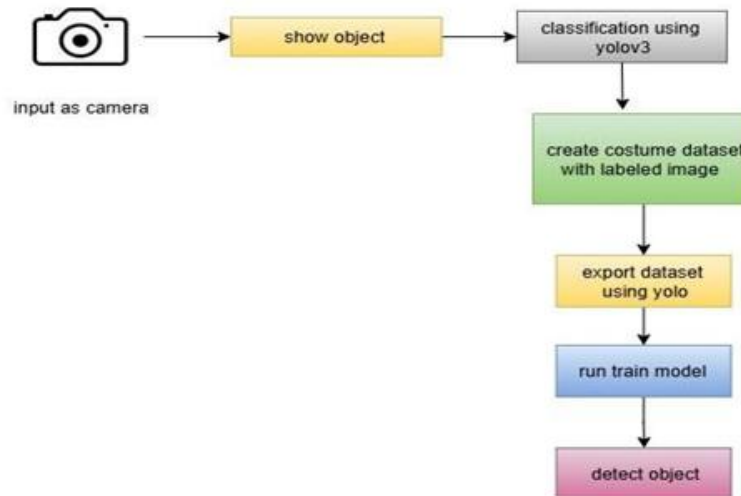 show object
classification using
yolov3
input as camera
create costume dataset
with labeled image
export dataset
using yolo
run train model
detect object